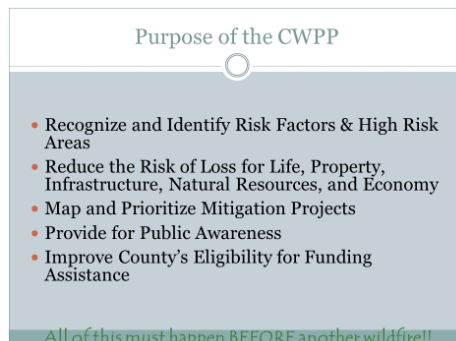 Purpose of the CWPP
• Recognize and Identify Risk Factors & High Risk
Areas
• Reduce the Risk of Loss for Life, Property,
Infrastructure, Natural Resources, and Economy
• Map and Prioritize Mitigation Projects
• Provide for Public Awareness
• Improve County's Eligibility for Funding
Assistance
All of this must happen BEFORE another wildfire!!